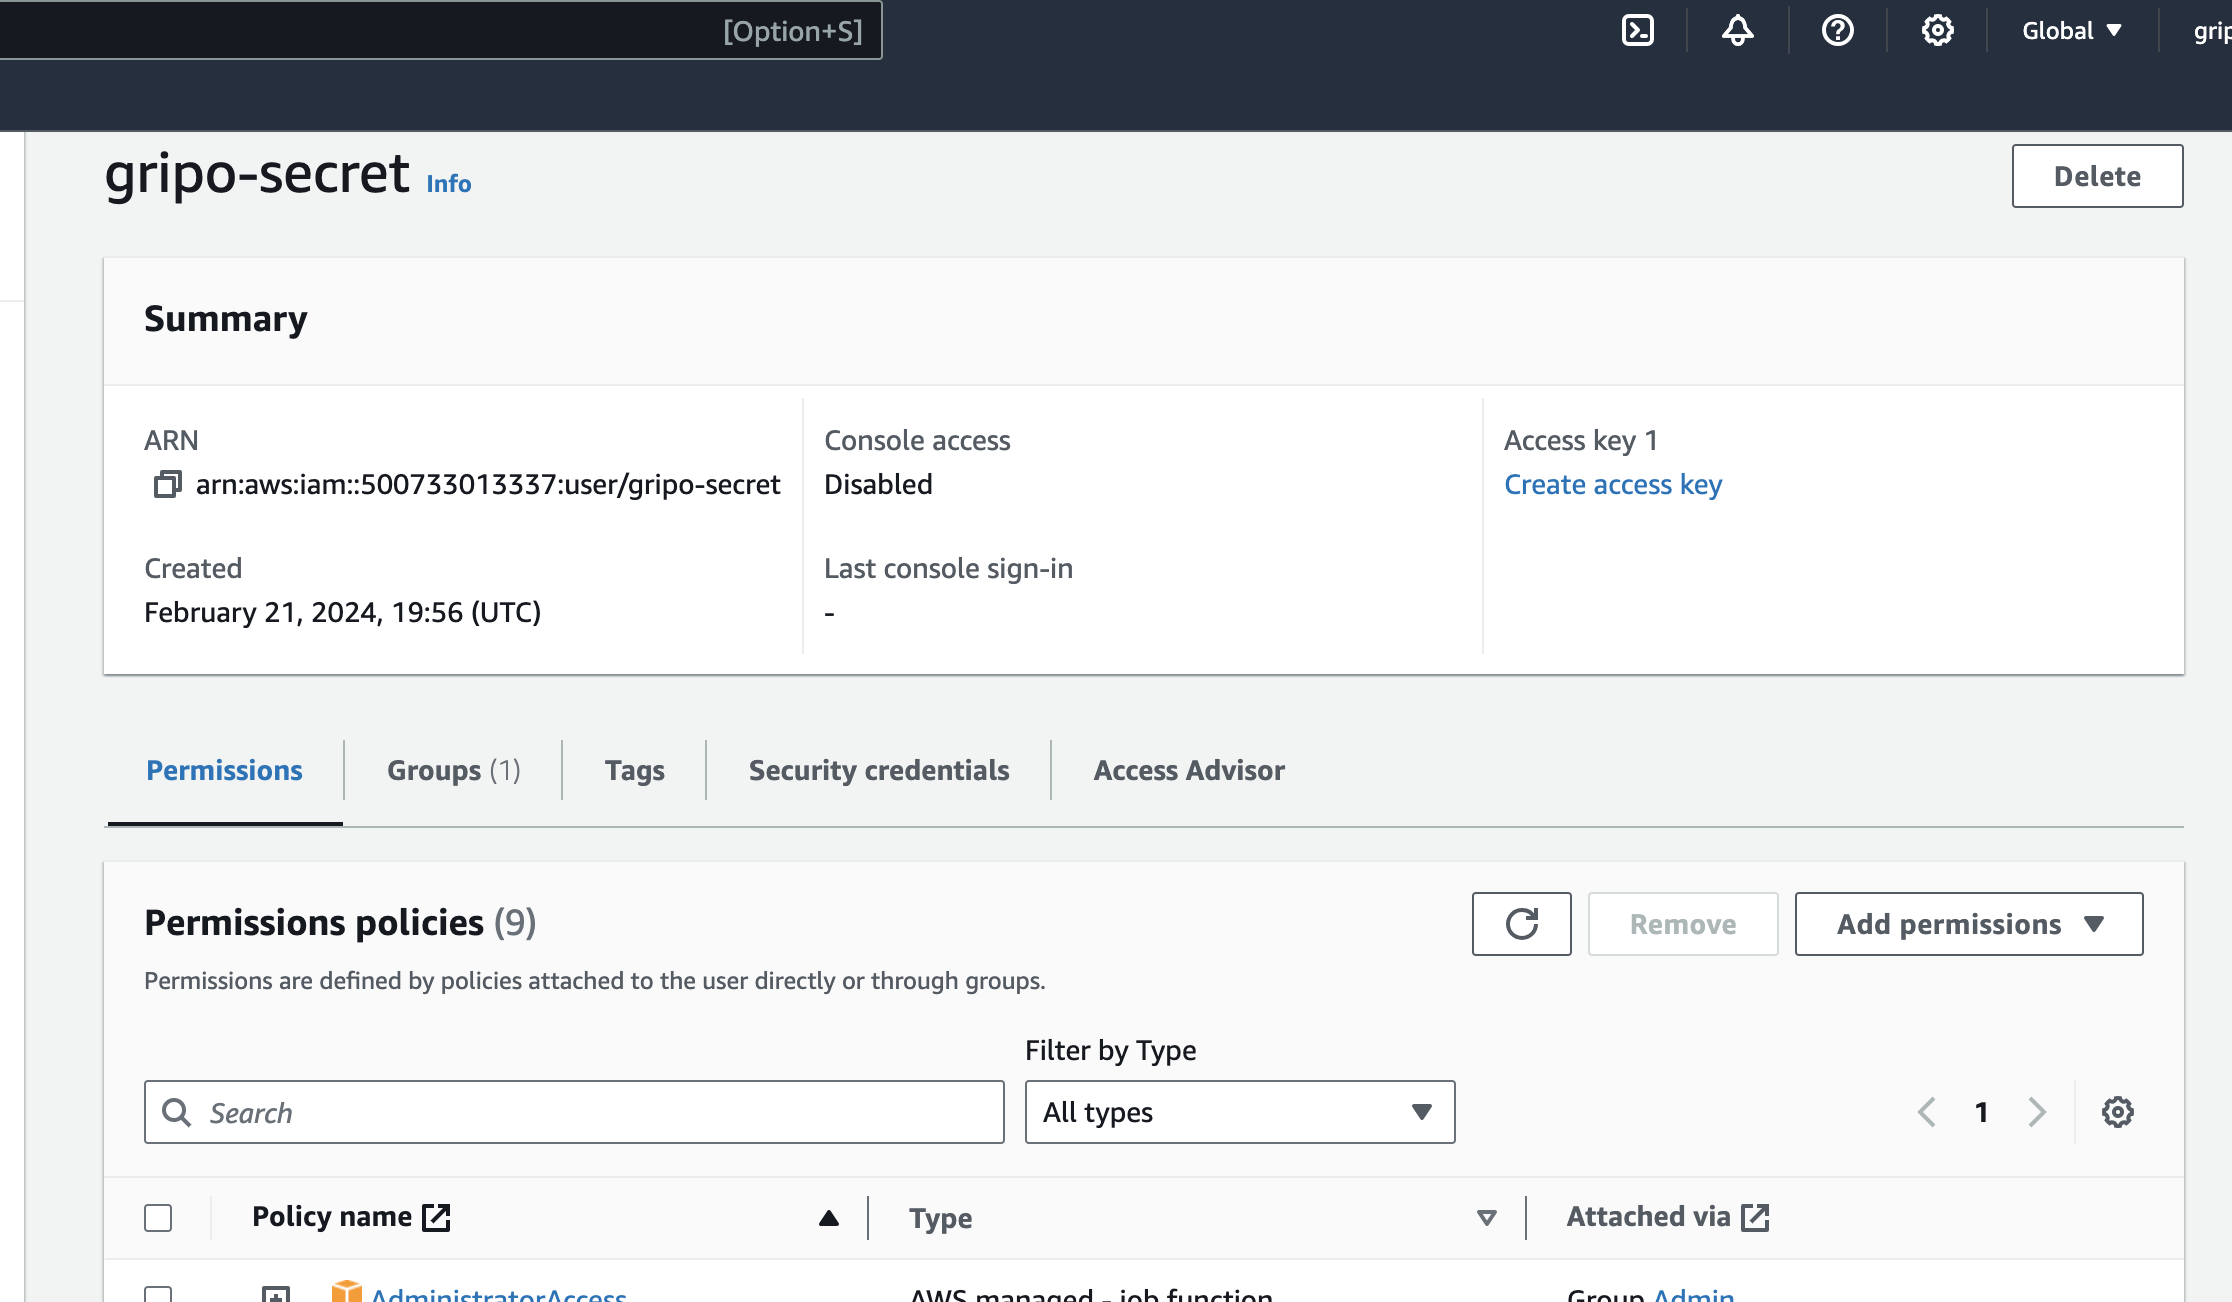 [Option+S]
Global
grip
gripo-secret Info
Delete
Summary
ARN
arn:aws:iam::500733013337:user/gripo-secret
Created
February 21, 2024, 19:56 (UTC)
Console access
Disabled
Last console sign-in
-
Access key 1
Create access key
Permissions
Groups (1)
Tags
Security credentials
Access Advisor
Permissions policies (9)
Remove
Add permissions
Permissions are defined by policies attached to the user directly or through groups.
Filter by Type
Search
All types
1
Policy name
Type
Attached via
AdministratorAccess
AWS managed - job function
Group Admin